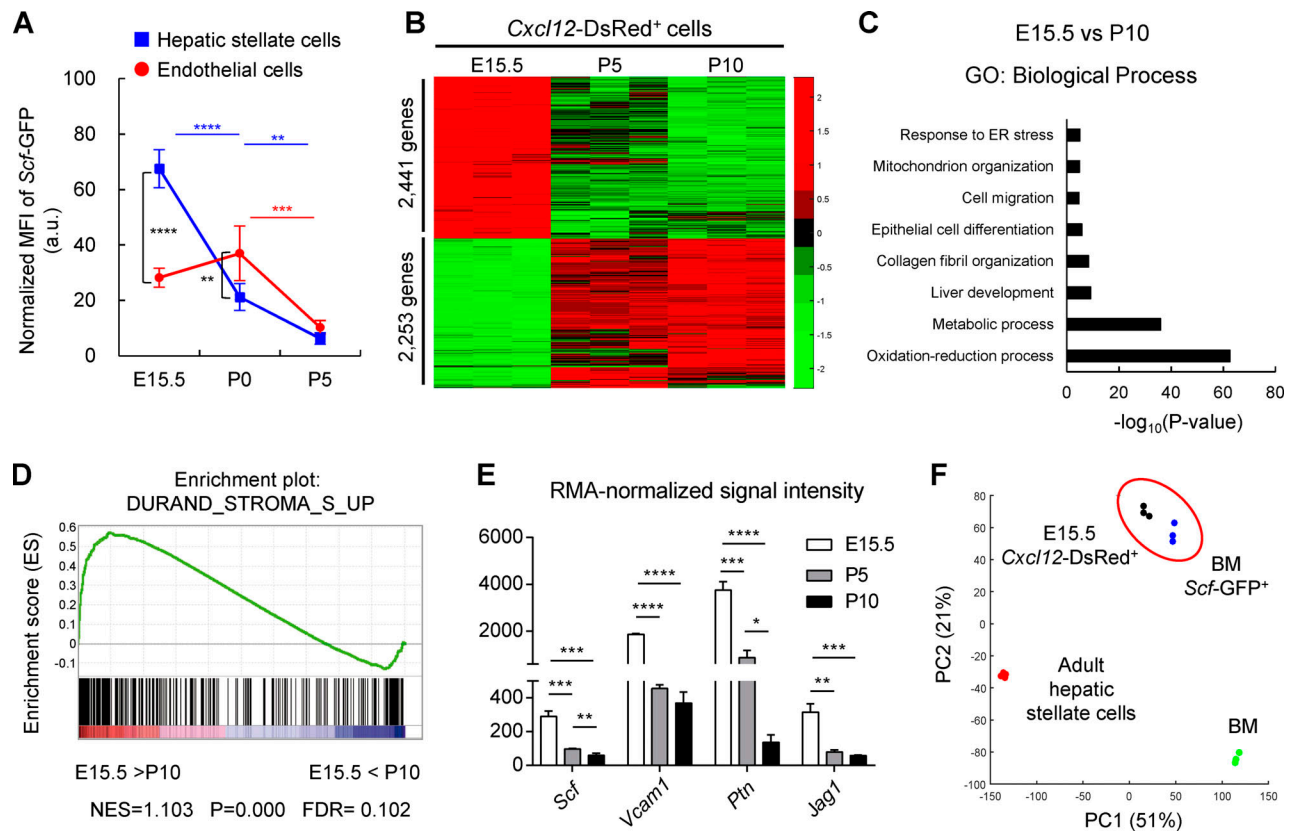 A
Hepatic stellate cells
Endothelial cells
Normalized MFI of Scf-GFP
(a.u.)
100
80
60
40
20
0
****
**
***
****
**
E15.5 P0 P5
B
Cxcl12-DsRed+ cells
E15.5 P5 P10
2,441 genes
2,253 genes
2
1.5
1
0.5
0
-0.5
-1
-1.5
-2
C
E15.5 vs P10
GO: Biological Process
Response to ER stress
Mitochondrion organization
Cell migration
Epithelial cell differentiation
Collagen fibril organization
Liver development
Metabolic process
Oxidation-reduction process
0 20 40 60 80
-log10(P-value)
D
Enrichment plot:
DURAND_STROMA_S_UP
Enrichment score (ES)
0.6
0.5
0.4
0.3
0.2
0.1
0
-0.1
E15.5 >P10 E15.5 < P10
NES=1.103 P=0.000 FDR= 0.102
E
RMA-normalized signal intensity
E15.5
P5
P10
6000
4000
2000
400
200
0
***
***
**
****
****
****
***
*
***
**
Scf Vcam1 Ptn Jag1
F
PC2 (21%)
80
60
40
20
0
-20
-40
-60
-80
-100
E15.5
Cxcl12-DsRed+
BM
Scf-GFP+
Adult
hepatic
stellate cells
BM
-150 -100 -50 0 50 100 150
PC1 (51%)